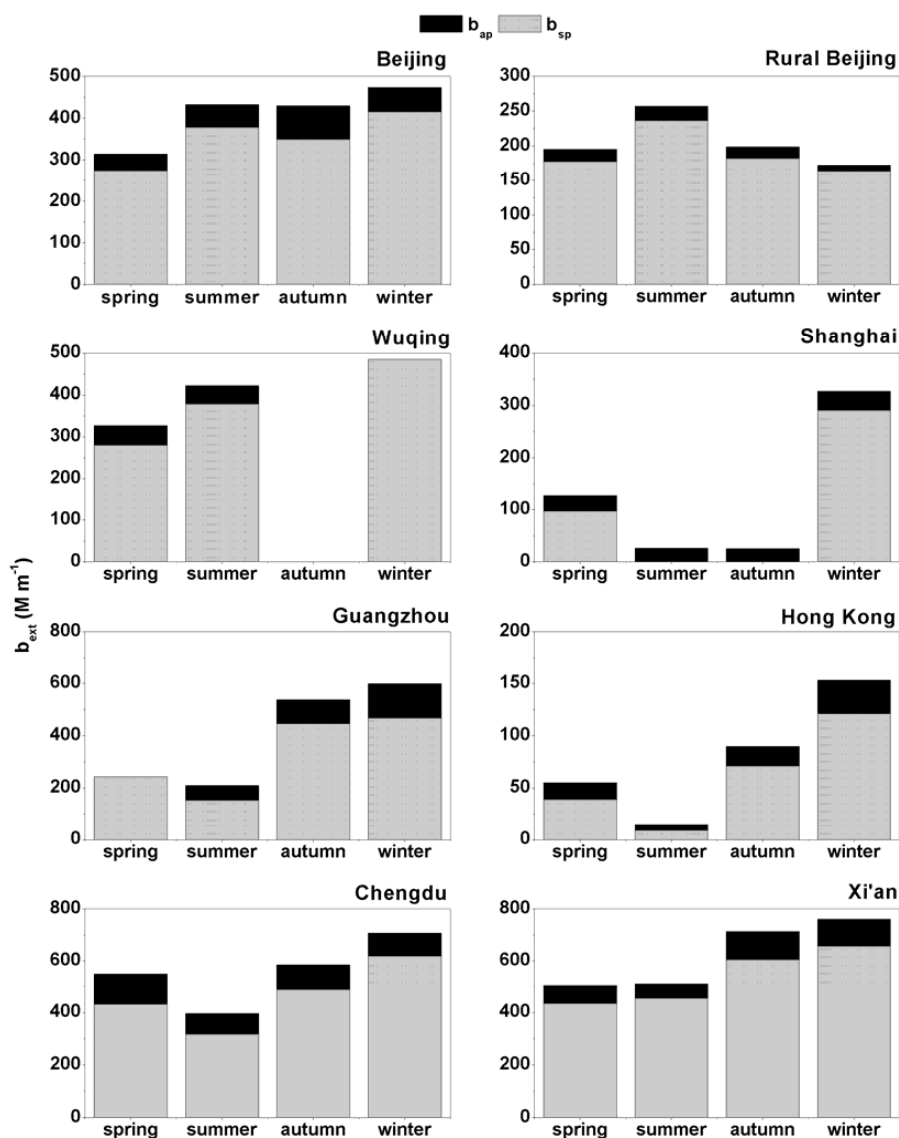 b_ap b_sp
Beijing
500
400
300
200
100
0
spring summer autumn winter
Rural Beijing
300
250
200
150
100
50
0
spring summer autumn winter
Wuqing
500
400
300
200
100
0
spring summer autumn winter
Shanghai
400
300
200
100
0
spring summer autumn winter
b_ext (M m⁻¹)
Guangzhou
800
600
400
200
0
spring summer autumn winter
Hong Kong
200
150
100
50
0
spring summer autumn winter
Chengdu
800
600
400
200
0
spring summer autumn winter
Xi'an
800
600
400
200
0
spring summer autumn winter